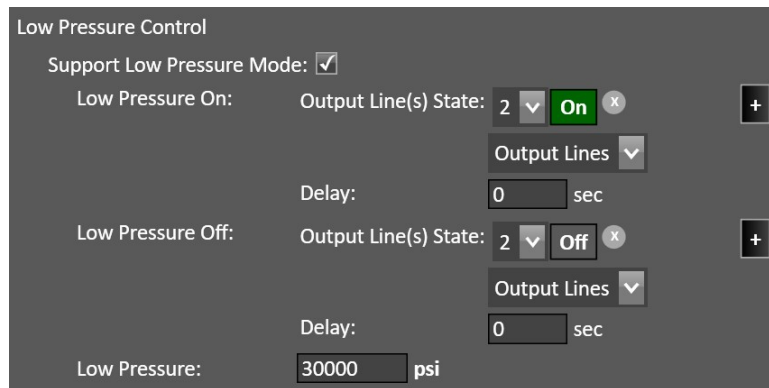 Low Pressure Control
Support Low Pressure Mode:
Low Pressure On: Output Line(s) State: 2 On x +
Output Lines
Delay: 0 sec
Low Pressure Off: Output Line(s) State: 2 Off x +
Output Lines
Delay: 0 sec
Low Pressure: 30000 psi